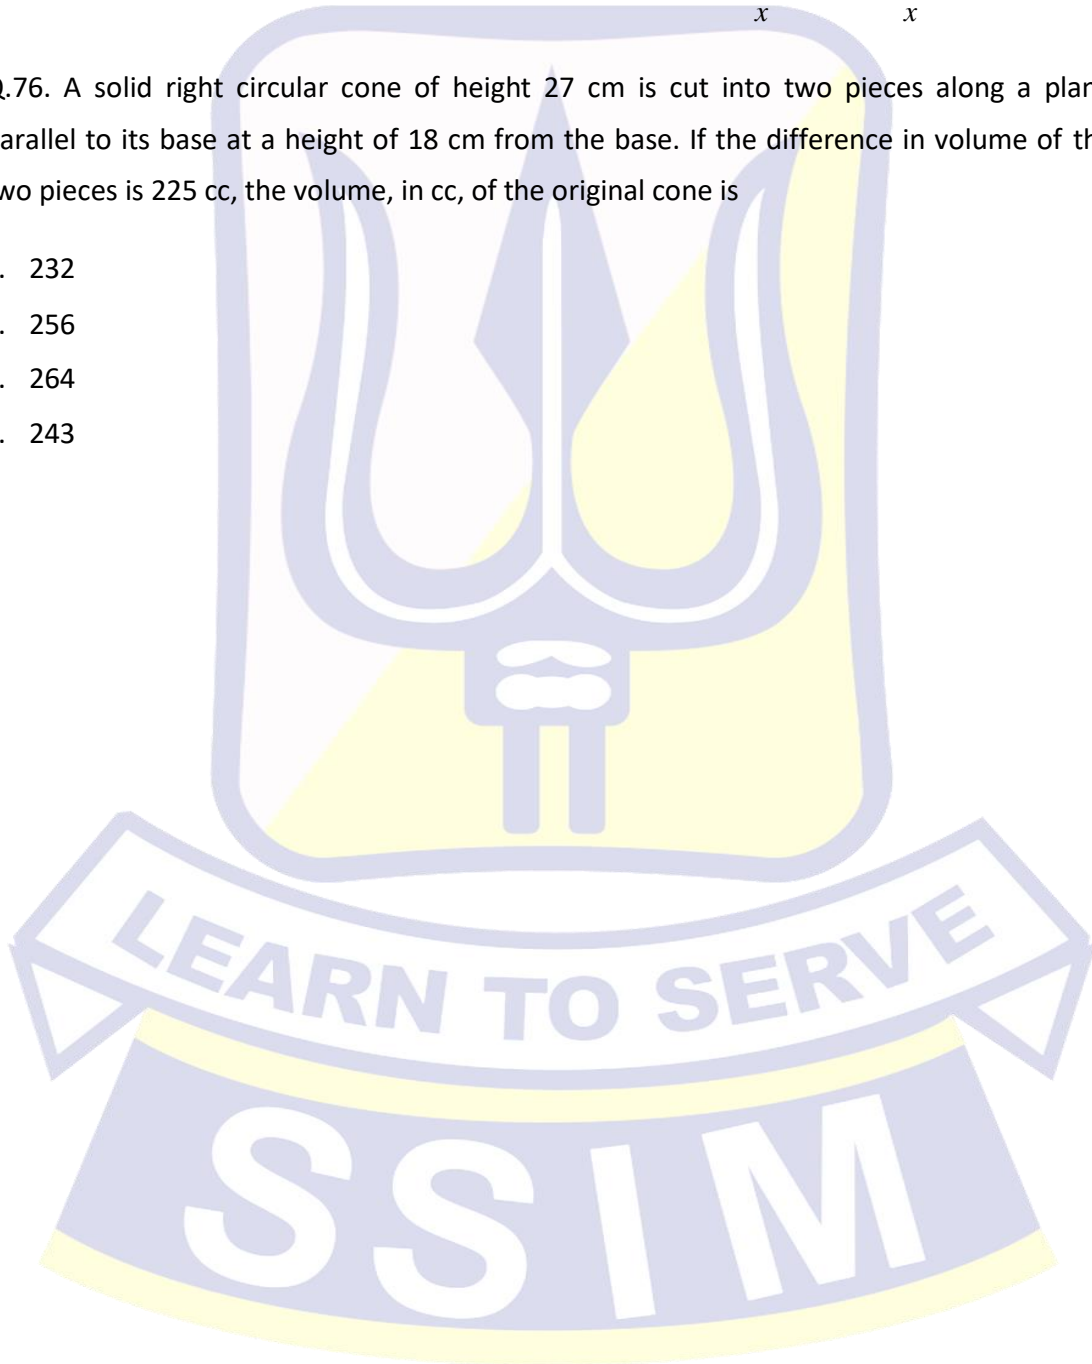 x x
.76. A solid right circular cone of height 27 cm is cut into two pieces along a plan
arallel to its base at a height of 18 cm from the base. If the difference in volume of th
wo pieces is 225 cc, the volume, in cc, of the original cone is
. 232
. 256
. 264
. 243
LEARN TO SERVE
SSIM